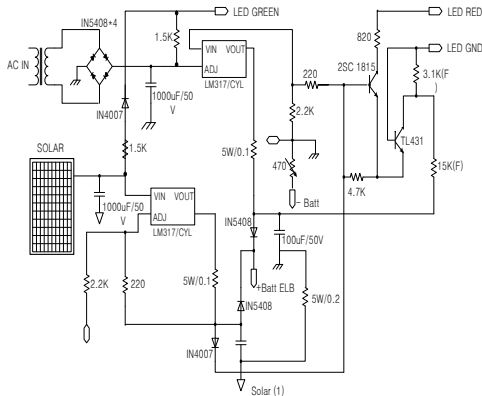 IN5408*4
LED GREEN
LED RED
1.5K
820
LED GND
VIN VOUT
2SC 1815
AC IN
ADJ
220
3.1K(F
)
LM317/CYL
1000uF/50
V
2.2K
IN4007
TL431
SOLAR
1.5K
5W/0.1
470
15K(F)
4.7K
1000uF/50
V
VIN VOUT
- Batt
ADJ
LM317/CYL
IN5408
100uF/50V
2.2K
220
5W/0.1
+Batt ELB
IN5408
5W/0.2
IN4007
Solar (1)